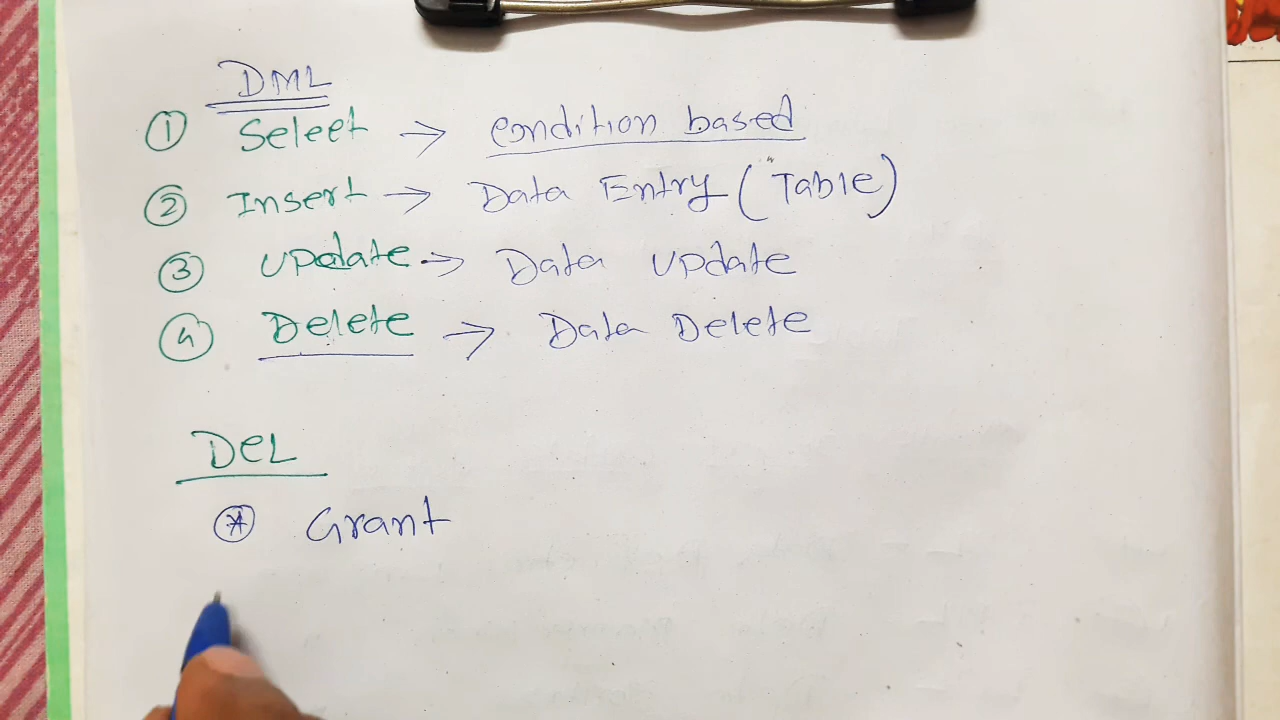 DML
① Select → condition based
② Insert → Data Entry (Table)
③ Update → Data Update
④ Delete → Data Delete
DCL
* Grant